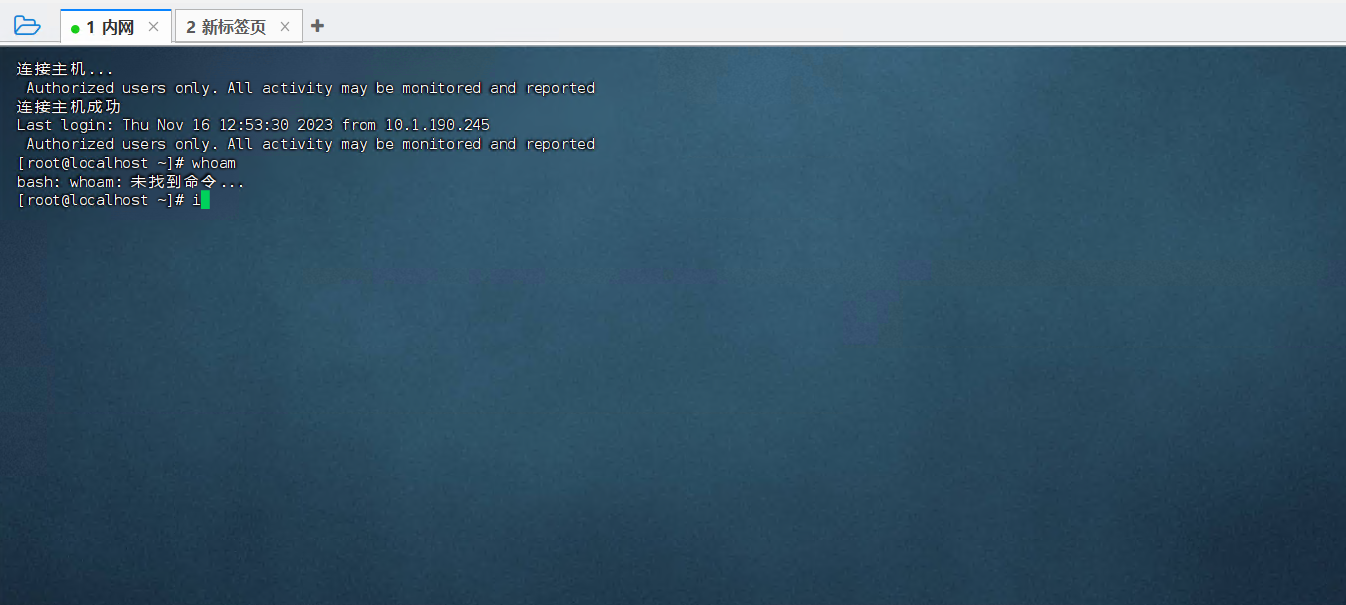 1 内网 × 2 新标签页 × +
连接主机...
Authorized users only. All activity may be monitored and reported
连接主机成功
Last login: Thu Nov 16 12:53:30 2023 from 10.1.190.245
Authorized users only. All activity may be monitored and reported
[root@localhost ~]# whoam
bash: whoam: 未找到命令...
[root@localhost ~]# i